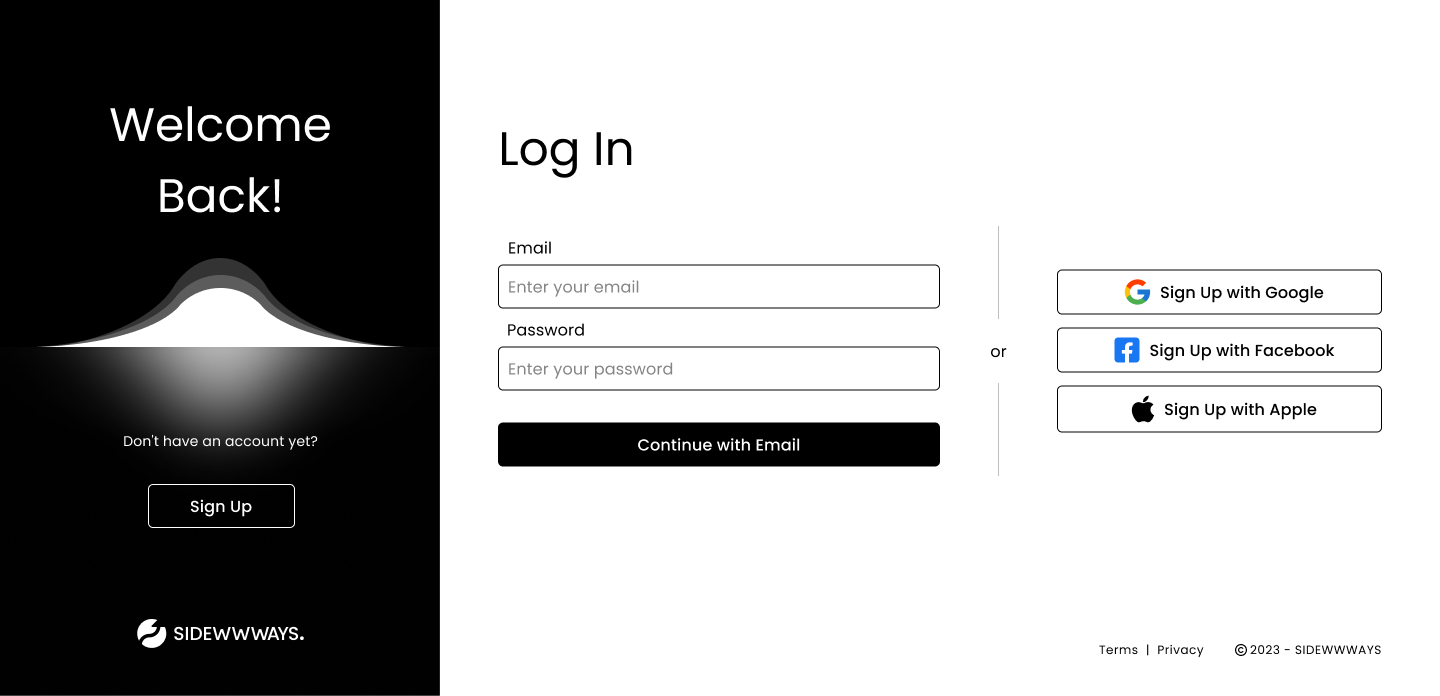 Welcome
Back!
Don't have an account yet?
Sign Up
SIDEWWWAYS.
Log In
Email
Enter your email
Password
Enter your password
Continue with Email
or
Sign Up with Google
Sign Up with Facebook
Sign Up with Apple
Terms | Privacy © 2023 - SIDEWWWAYS